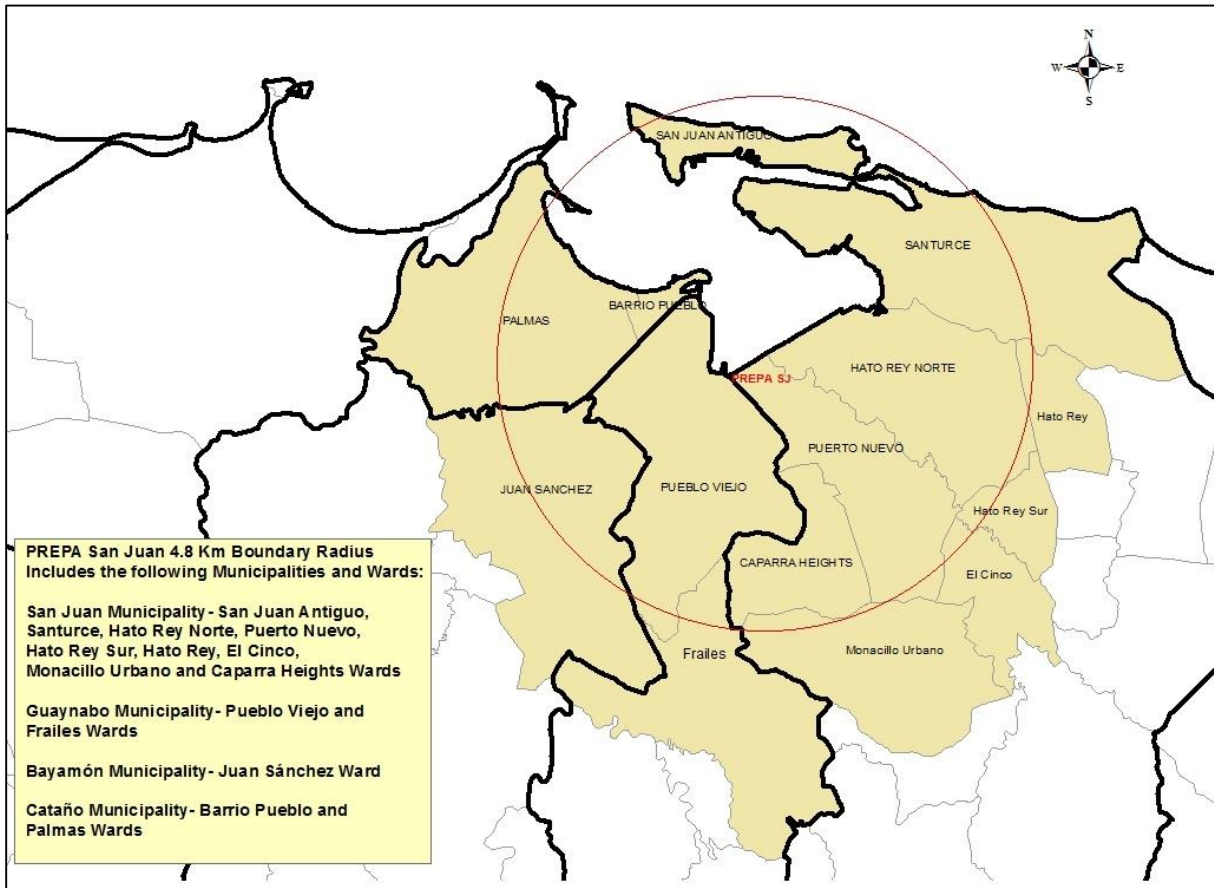 N
W E
S
SAN JUAN ANTIGUO
SANTURCE
BARRIO PUEBLO
PALMAS
HATO REY NORTE
PREPA SJ
Hato Rey
PUERTO NUEVO
JUAN SANCHEZ
PUEBLO VIEJO
Hato Rey Sur
CAPARRA HEIGHTS
El Cinco
Monacillo Urbano
Frailes
PREPA San Juan 4.8 Km Boundary Radius
Includes the following Municipalities and Wards:
San Juan Municipality- San Juan Antiguo,
Santurce, Hato Rey Norte, Puerto Nuevo,
Hato Rey Sur, Hato Rey, El Cinco,
Monacillo Urbano and Caparra Heights Wards
Guaynabo Municipality- Pueblo Viejo and
Frailes Wards
Bayamón Municipality- Juan Sánchez Ward
Cataño Municipality- Barrio Pueblo and
Palmas Wards